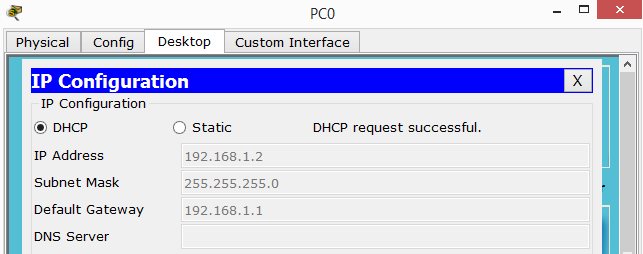 PC0
Physical Config Desktop Custom Interface
IP Configuration X
IP Configuration
DHCP Static DHCP request successful.
IP Address 192.168.1.2
Subnet Mask 255.255.255.0
Default Gateway 192.168.1.1
DNS Server